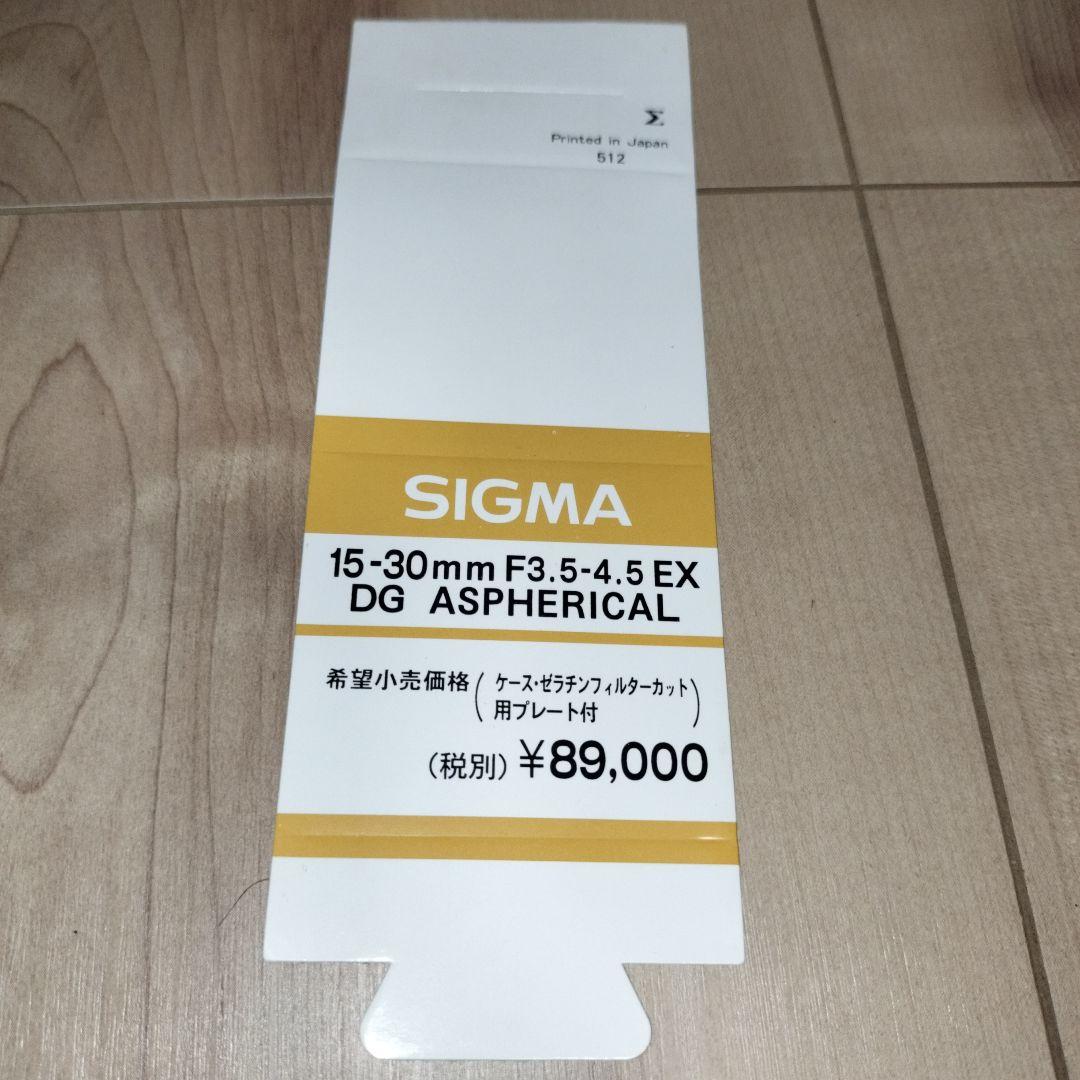 Σ
Printed in Japan
512
SIGMA
15-30mm F3.5-4.5 EX
DG ASPHERICAL
希望小売価格(ケース・ゼラチンフィルターカット
用プレート付)
(税別) ¥89,000